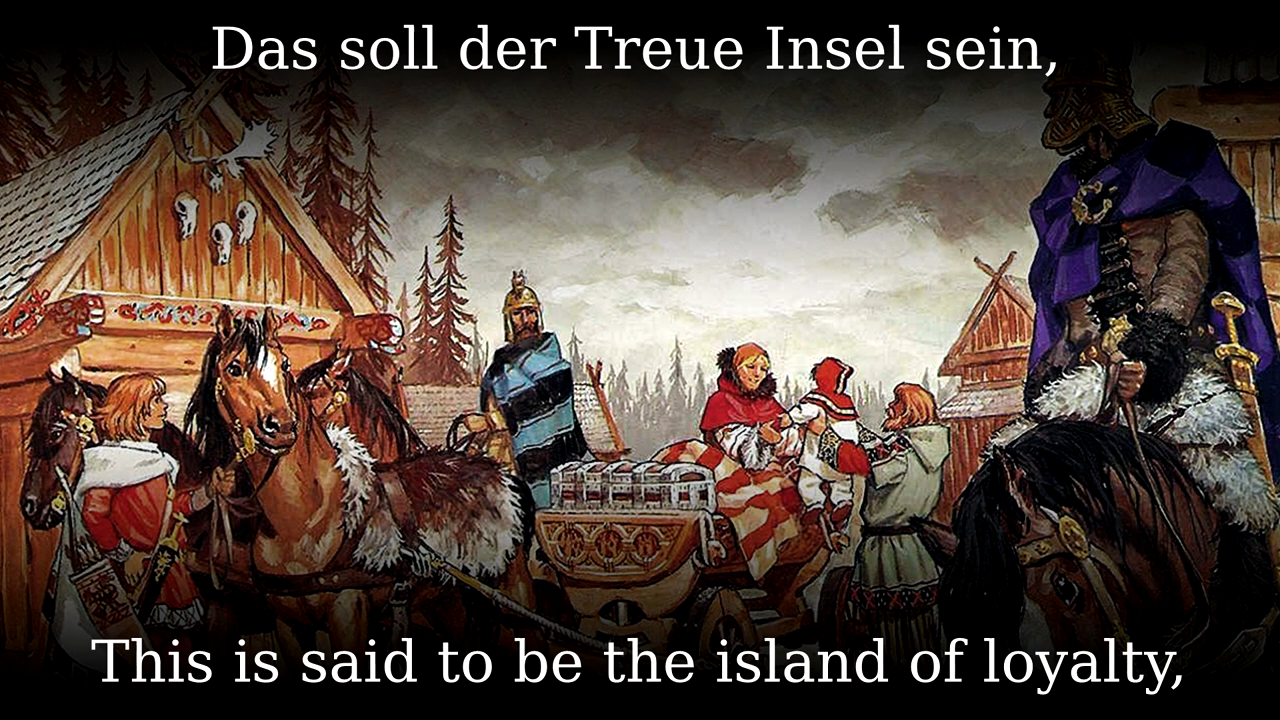 Das soll der Treue Insel sein,
This is said to be the island of loyalty,